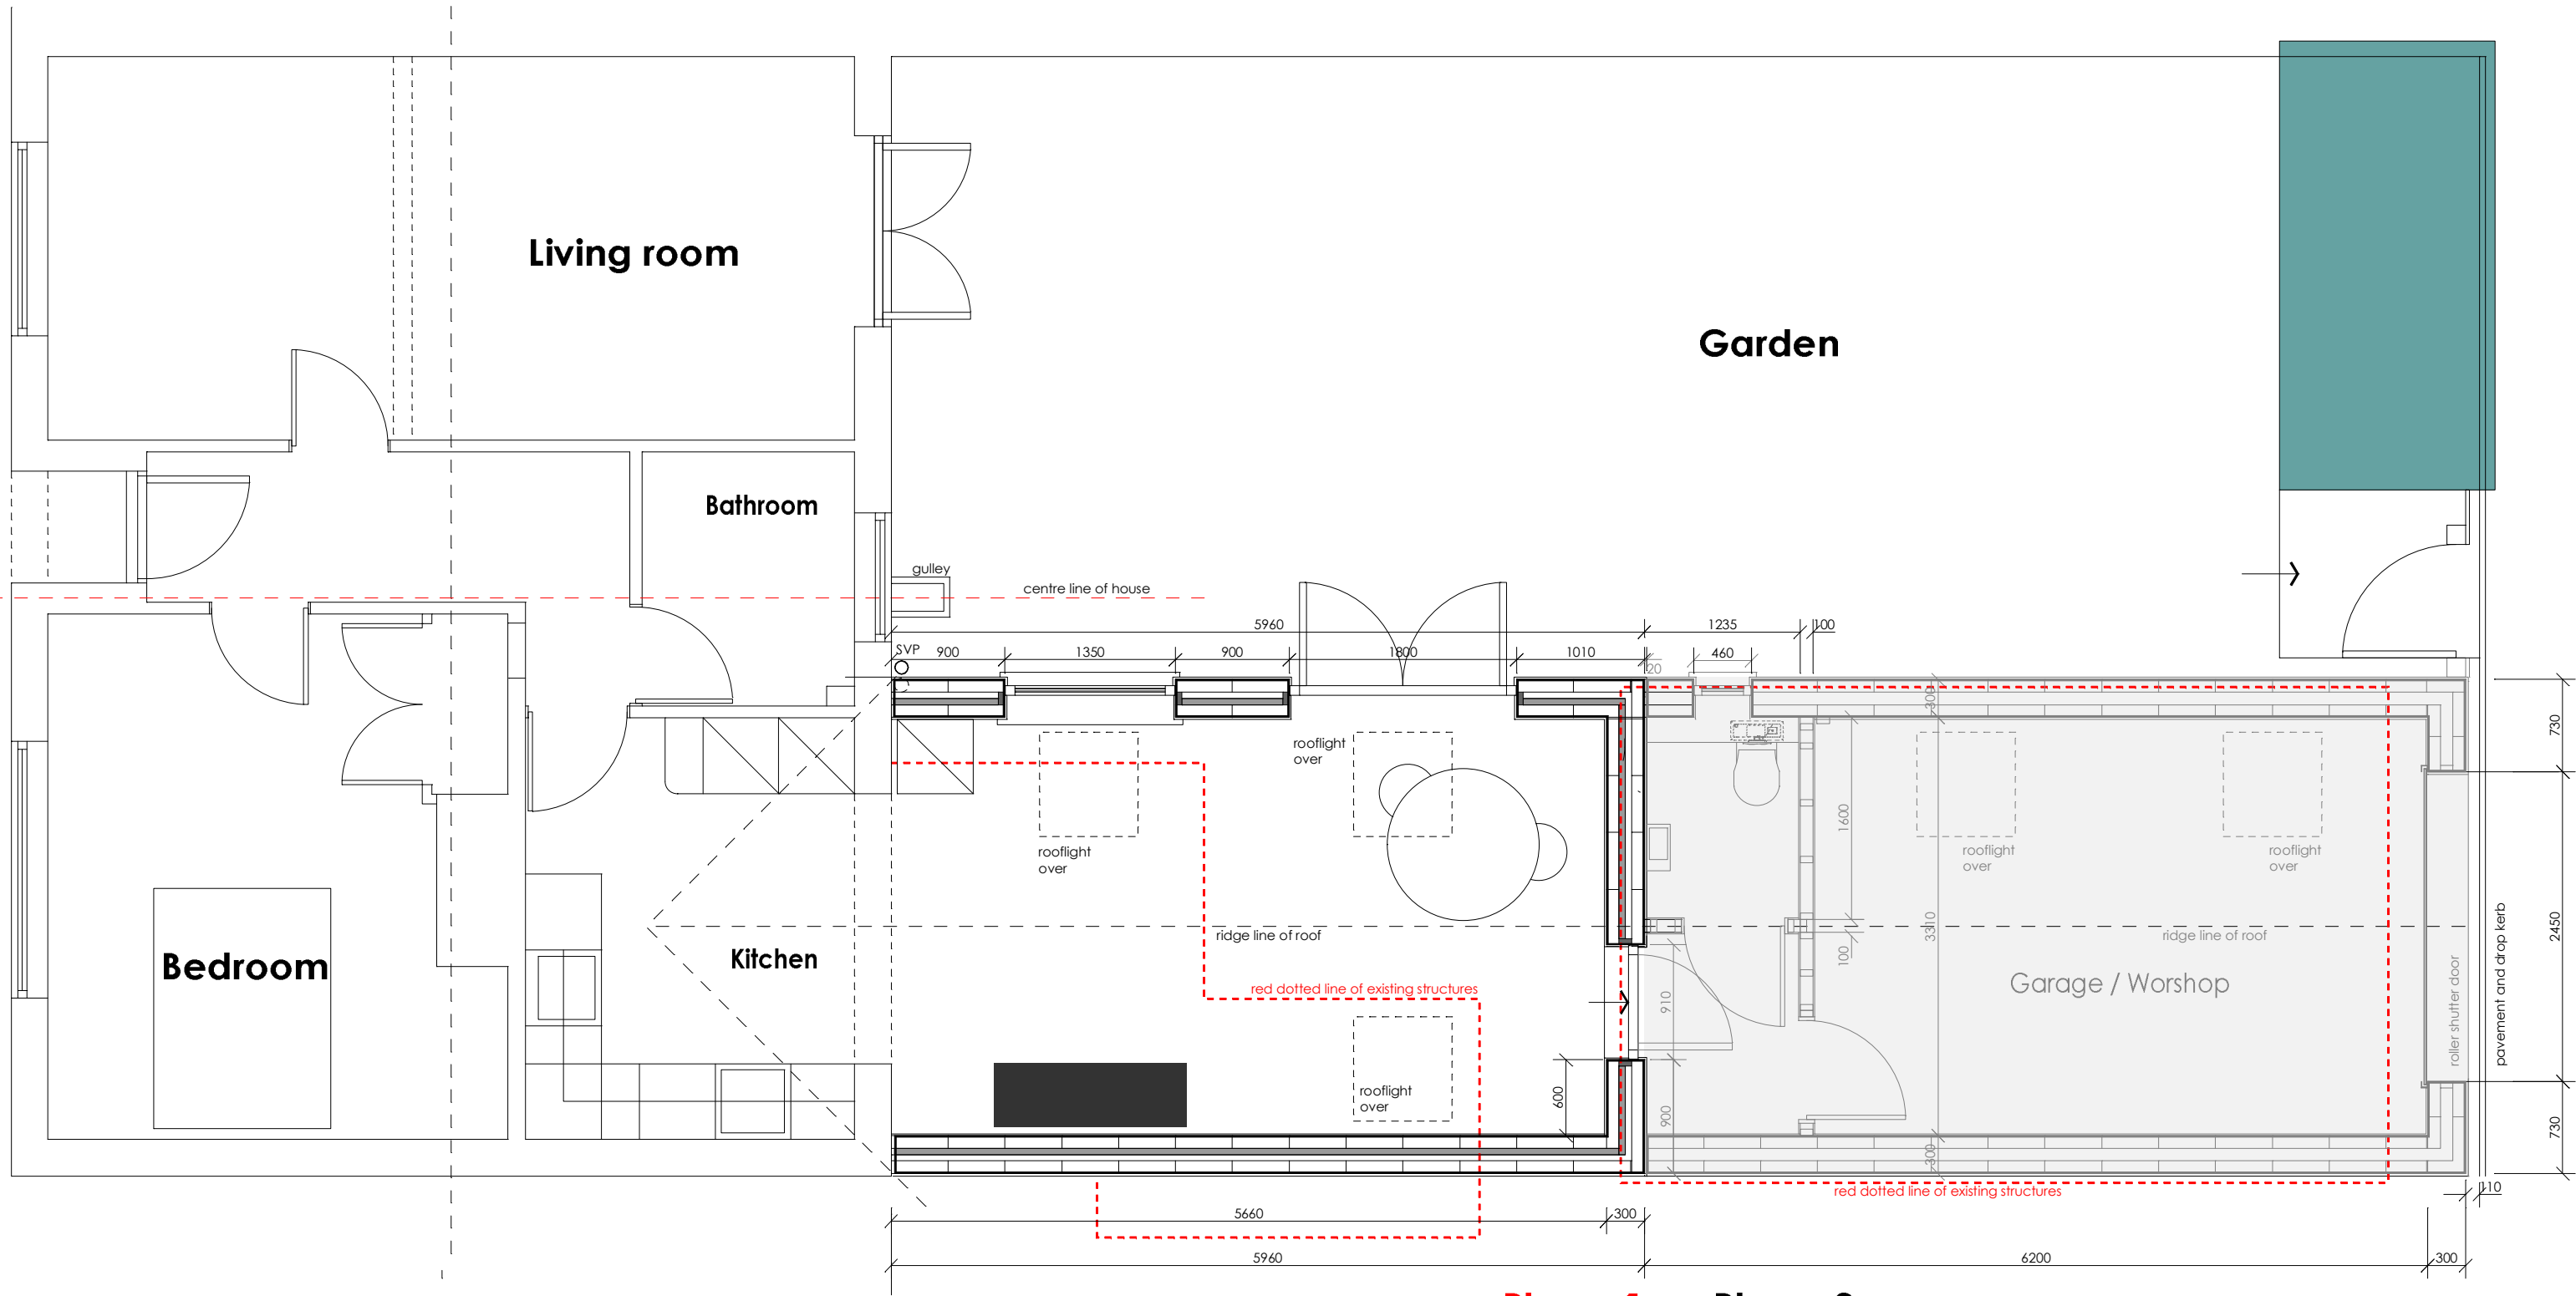 Living room
Garden
Bathroom
gulley
centre line of house
5960
1235
100
SVP
900
1350
900
1800
1010
20
460
300
730
rooflight
over
rooflight
over
1600
rooflight
over
rooflight
over
3310
ridge line of roof
ridge line of roof
2450
pavement and drop kerb
Kitchen
Bedroom
100
Garage / Worshop
roller shutter door
red dotted line of existing structures
910
rooflight
over
600
900
730
300
red dotted line of existing structures
110
5660
300
5960
6200
300